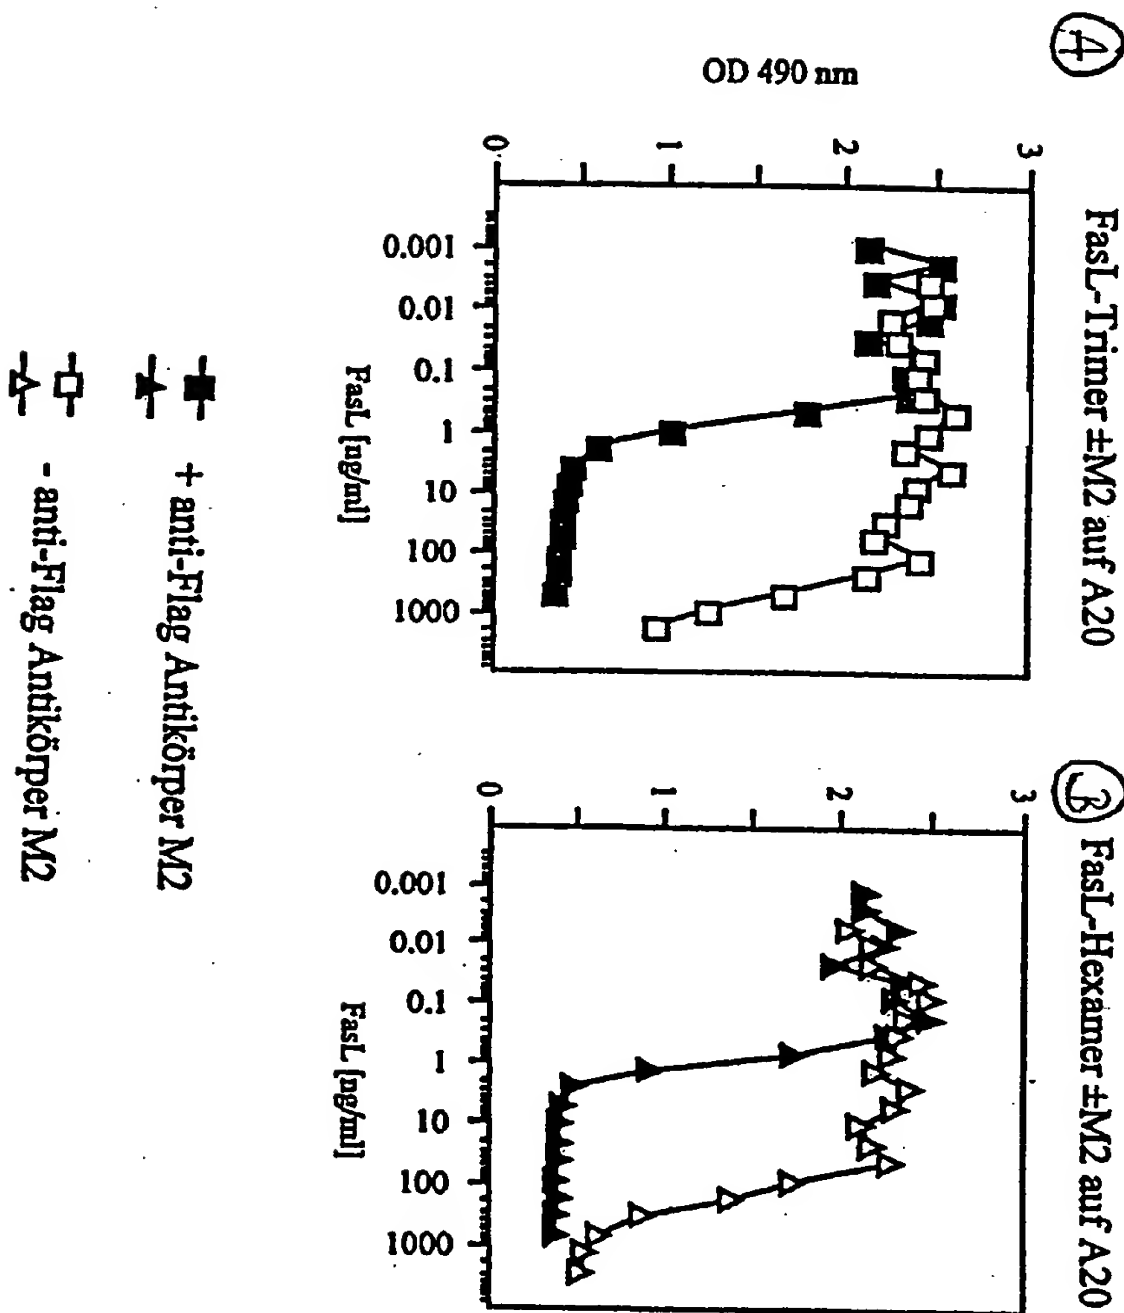 A
FasL-Trimer ±M2 auf A20
OD 490 nm
3
2
1
0
0.001
0.01
0.1
1
10
100
1000
FasL [ng/ml]
B
FasL-Hexamer ±M2 auf A20
3
2
1
0
0.001
0.01
0.1
1
10
100
1000
FasL [ng/ml]
+ anti-Flag Antikörper M2
- anti-Flag Antikörper M2